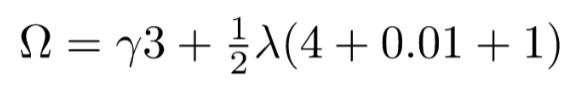 Ω = γ3 + ½λ(4 + 0.01 + 1)